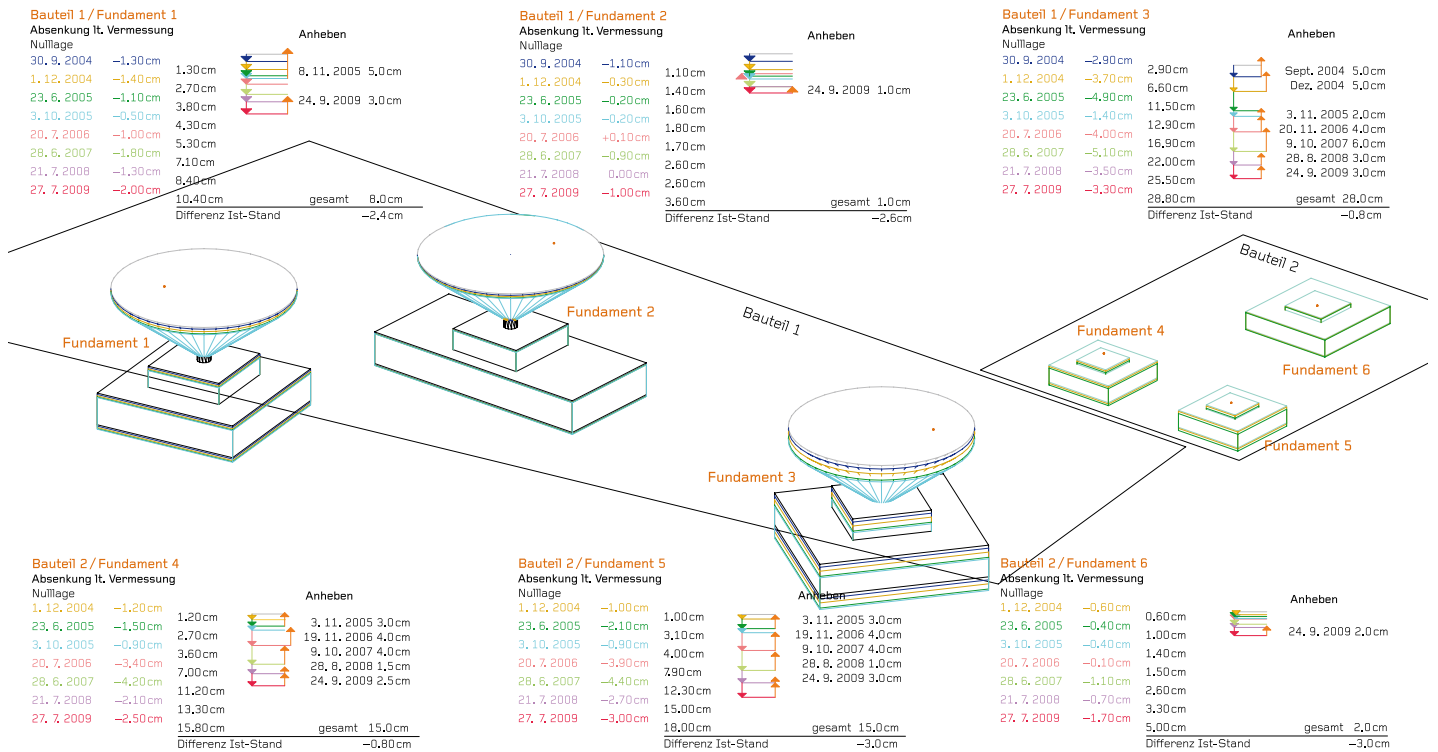 Bauteil 1 / Fundament 1
Absenkung lt. Vermessung
Nulllage
Anheben
30. 9. 2004 –1.30cm
1.30cm
1. 12. 2004 –1.40cm
2.70cm
23. 6. 2005 –1.10cm
3.80cm
3. 10. 2005 –0.50cm
4.30cm
20. 7. 2006 –1.00cm
5.30cm
28. 6. 2007 –1.80cm
7.10cm
21. 7. 2008 –1.30cm
8.40cm
27. 7. 2009 –2.00cm
10.40cm
8. 11. 2005 5.0cm
24. 9. 2009 3.0cm
gesamt 8.0cm
Differenz Ist-Stand –2.4cm
Bauteil 1 / Fundament 2
Absenkung lt. Vermessung
Nulllage
Anheben
30. 9. 2004 –1.10cm
1.10cm
1. 12. 2004 –0.30cm
1.40cm
23. 6. 2005 –0.20cm
1.60cm
3. 10. 2005 –0.20cm
1.80cm
20. 7. 2006 +0.10cm
1.70cm
28. 6. 2007 –0.90cm
2.60cm
21. 7. 2008 0.00cm
2.60cm
27. 7. 2009 –1.00cm
3.60cm
24. 9. 2009 1.0cm
gesamt 1.0cm
Differenz Ist-Stand –2.6cm
Bauteil 1 / Fundament 3
Absenkung lt. Vermessung
Nulllage
Anheben
30. 9. 2004 –2.90cm
2.90cm
1. 12. 2004 –3.70cm
6.60cm
23. 6. 2005 –4.90cm
11.50cm
3. 10. 2005 –1.40cm
12.90cm
20. 7. 2006 –4.00cm
16.90cm
28. 6. 2007 –5.10cm
22.00cm
21. 7. 2008 –3.50cm
25.50cm
27. 7. 2009 –3.30cm
28.80cm
Sept. 2004 5.0cm
Dez. 2004 5.0cm
3. 11. 2005 2.0cm
20. 11. 2006 4.0cm
9. 10. 2007 6.0cm
28. 8. 2008 3.0cm
24. 9. 2009 3.0cm
gesamt 28.0cm
Differenz Ist-Stand –0.8cm
Fundament 1
Fundament 2
Bauteil 1
Fundament 3
Bauteil 2
Fundament 4
Fundament 6
Fundament 5
Bauteil 2 / Fundament 4
Absenkung lt. Vermessung
Nulllage
Anheben
1. 12. 2004 –1.20cm
1.20cm
23. 6. 2005 –1.50cm
2.70cm
3. 10. 2005 –0.90cm
3.60cm
20. 7. 2006 –3.40cm
7.00cm
28. 6. 2007 –4.20cm
11.20cm
21. 7. 2008 –2.10cm
13.30cm
27. 7. 2009 –2.50cm
15.80cm
3. 11. 2005 3.0cm
19. 11. 2006 4.0cm
9. 10. 2007 4.0cm
28. 8. 2008 1.5cm
24. 9. 2009 2.5cm
gesamt 15.0cm
Differenz Ist-Stand –0.80cm
Bauteil 2 / Fundament 5
Absenkung lt. Vermessung
Nulllage
Anheben
1. 12. 2004 –1.00cm
1.00cm
23. 6. 2005 –2.10cm
3.10cm
3. 10. 2005 –0.90cm
4.00cm
20. 7. 2006 –3.90cm
7.90cm
28. 6. 2007 –4.40cm
12.30cm
21. 7. 2008 –2.70cm
15.00cm
27. 7. 2009 –3.00cm
18.00cm
3. 11. 2005 3.0cm
19. 11. 2006 4.0cm
9. 10. 2007 4.0cm
28. 8. 2008 1.0cm
24. 9. 2009 3.0cm
gesamt 15.0cm
Differenz Ist-Stand –3.0cm
Bauteil 2 / Fundament 6
Absenkung lt. Vermessung
Nulllage
Anheben
1. 12. 2004 –0.60cm
0.60cm
23. 6. 2005 –0.40cm
1.00cm
3. 10. 2005 –0.40cm
1.40cm
20. 7. 2006 –0.10cm
1.50cm
28. 6. 2007 –1.10cm
2.60cm
21. 7. 2008 –0.70cm
3.30cm
27. 7. 2009 –1.70cm
5.00cm
24. 9. 2009 2.0cm
gesamt 2.0cm
Differenz Ist-Stand –3.0cm